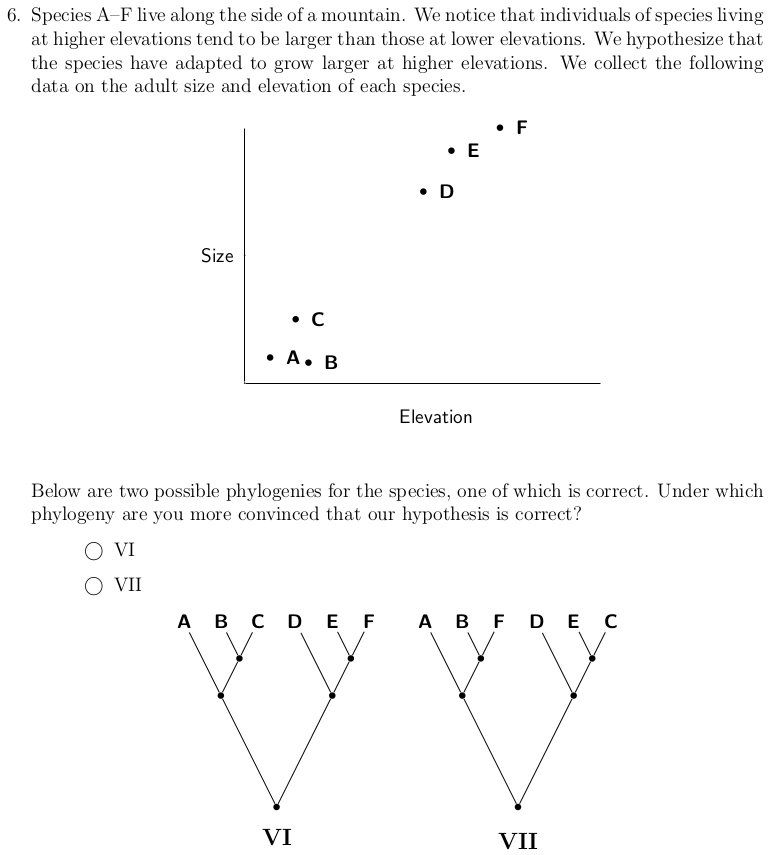 6. Species A–F live along the side of a mountain. We notice that individuals of species living
at higher elevations tend to be larger than those at lower elevations. We hypothesize that
the species have adapted to grow larger at higher elevations. We collect the following
data on the adult size and elevation of each species.
F
E
D
Size
C
A
B
Elevation
Below are two possible phylogenies for the species, one of which is correct. Under which
phylogeny are you more convinced that our hypothesis is correct?
VI
VII
A B C D E F
A B F D E C
VI
VII